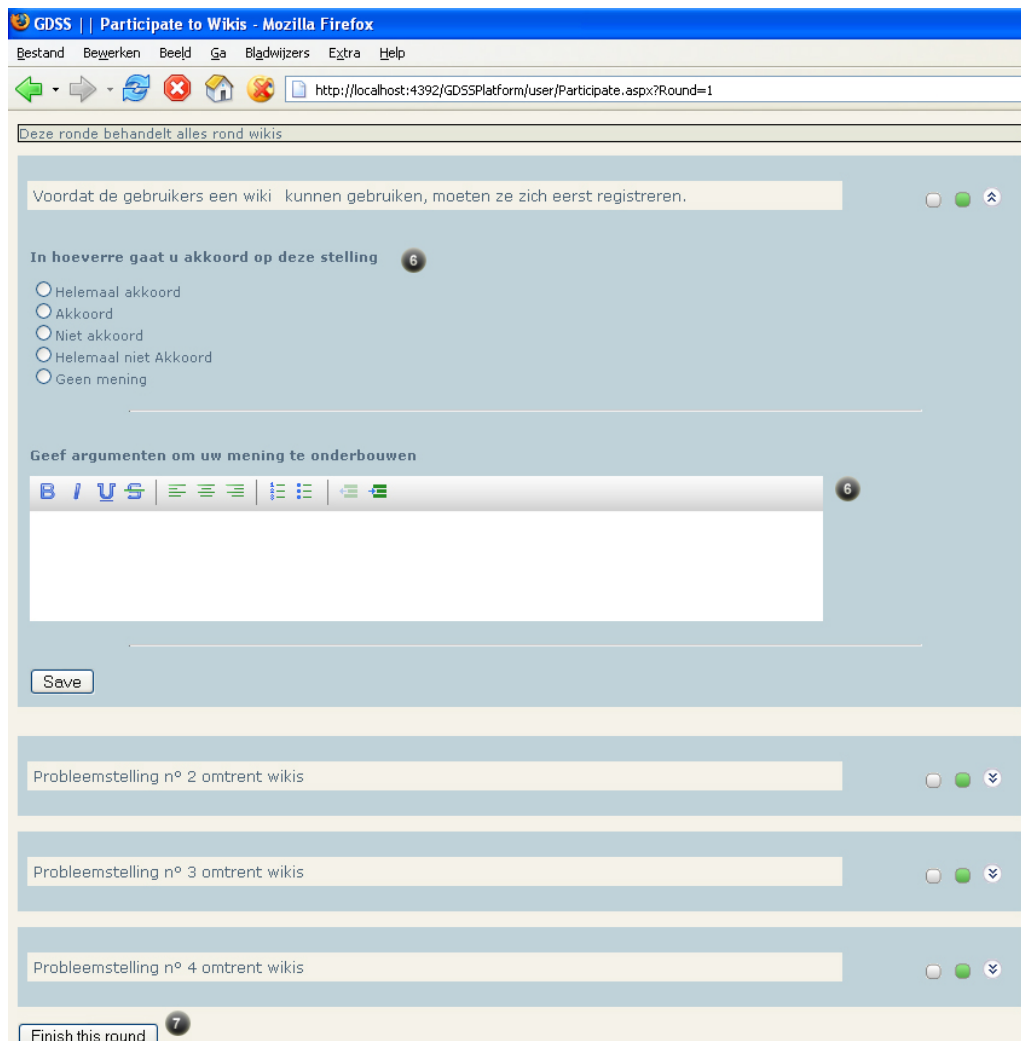 GDSS || Participate to Wikis - Mozilla Firefox
Bestand Bewerken Beeld Ga Bladwijzers Extra Help
http://localhost:4392/GDSSPlatform/user/Participate.aspx?Round=1
Deze ronde behandelt alles rond wikis
Voordat de gebruikers een wiki kunnen gebruiken, moeten ze zich eerst registreren.
In hoeverre gaat u akkoord op deze stelling 6
Helemaal akkoord
Akkoord
Niet akkoord
Helemaal niet Akkoord
Geen mening
Geef argumenten om uw mening te onderbouwen
B I U S 6
Save
Probleemstelling nº 2 omtrent wikis
Probleemstelling nº 3 omtrent wikis
Probleemstelling nº 4 omtrent wikis
Finish this round 7